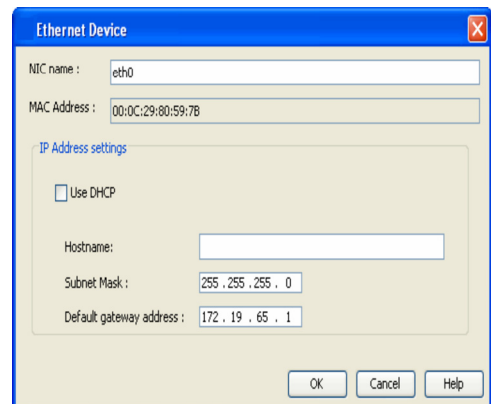 Ethernet Device
NIC name : eth0
MAC Address : 00:0C:29:80:59:7B
IP Address settings
Use DHCP
Hostname:
Subnet Mask : 255 . 255 . 255 . 0
Default gateway address : 172 . 19 . 65 . 1
OK Cancel Help